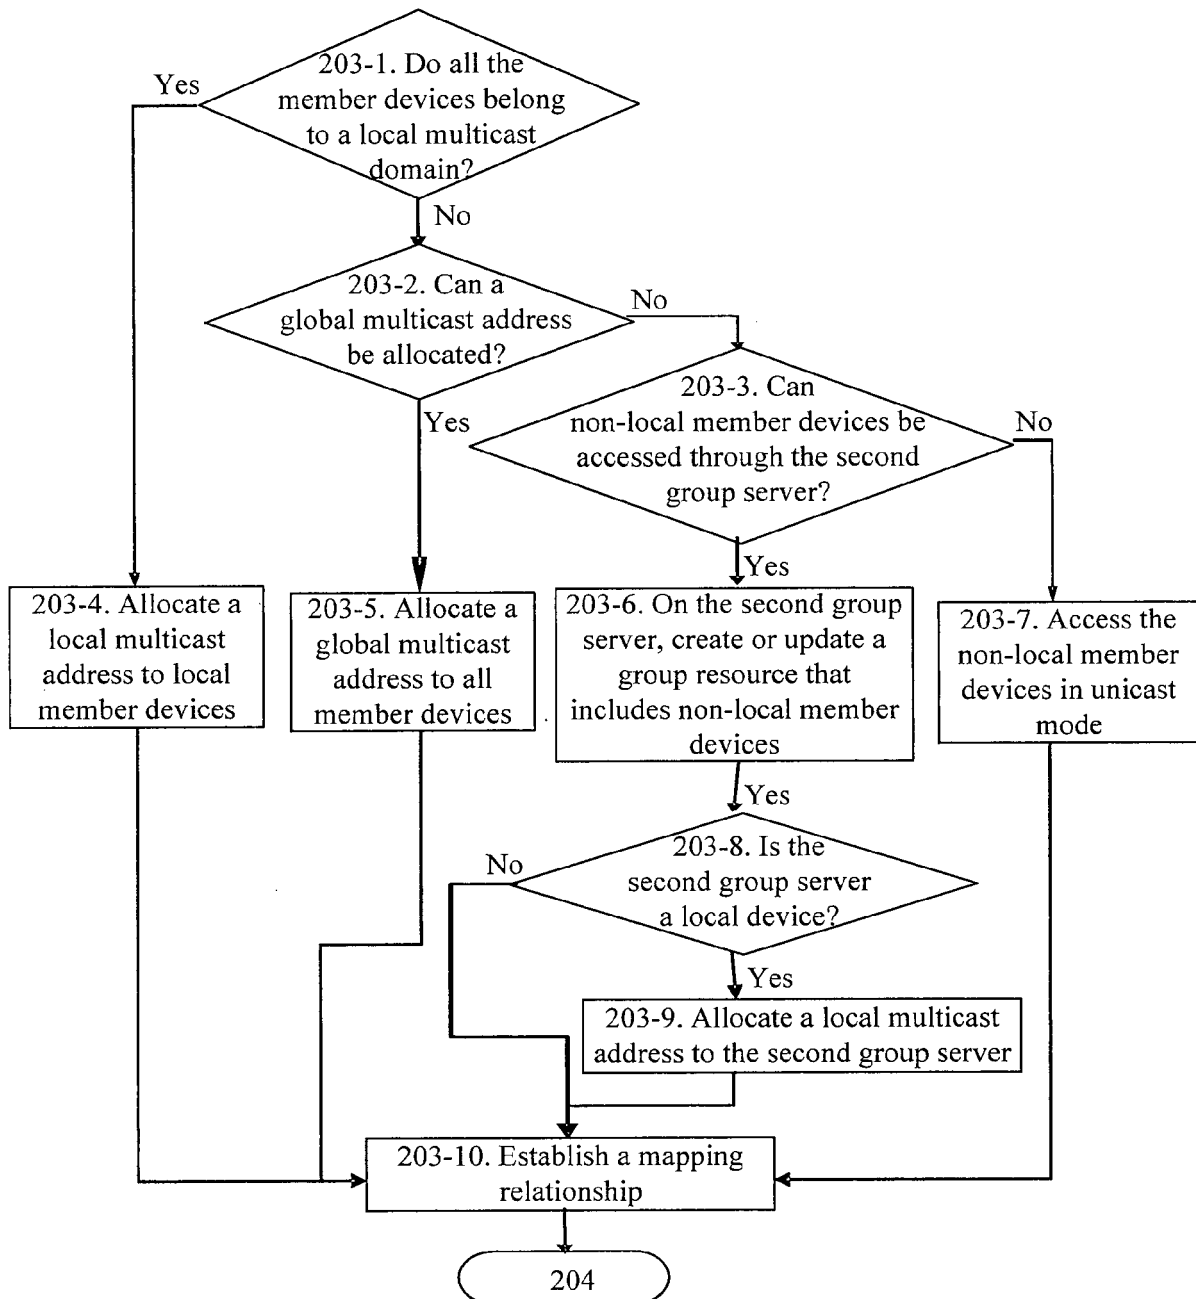 203-1. Do all the
member devices belong
to a local multicast
domain?
Yes
No
203-2. Can a
global multicast address
be allocated?
No
Yes
203-3. Can
non-local member devices be
accessed through the second
group server?
No
Yes
203-4. Allocate a
local multicast
address to local
member devices
203-5. Allocate a
global multicast
address to all
member devices
203-6. On the second group
server, create or update a
group resource that
includes non-local member
devices
203-7. Access the
non-local member
devices in unicast
mode
Yes
203-8. Is the
second group server
a local device?
No
Yes
203-9. Allocate a local multicast
address to the second group server
203-10. Establish a mapping
relationship
204